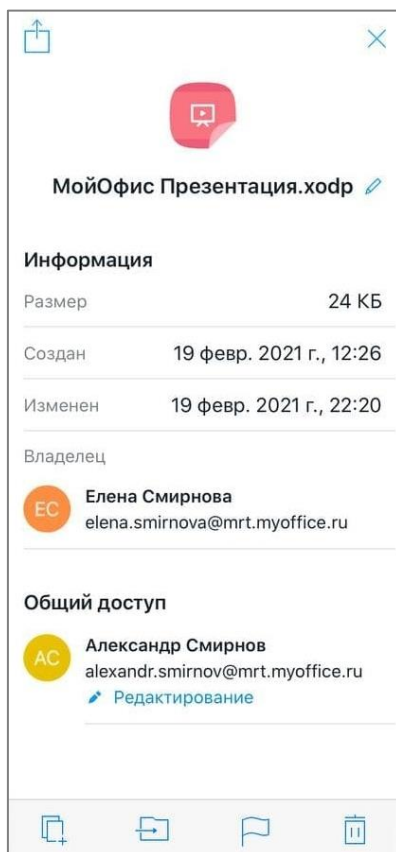 МойОфис Презентация.xodp
Информация
Размер 24 КБ
Создан 19 февр. 2021 г., 12:26
Изменен 19 февр. 2021 г., 22:20
Владелец
ЕС Елена Смирнова
elena.smirnova@mrt.myoffice.ru
Общий доступ
АС Александр Смирнов
alexandr.smirnov@mrt.myoffice.ru
Редактирование